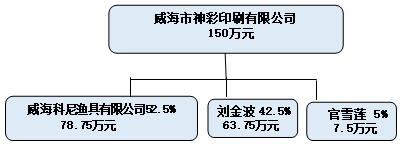 威海市神彩印刷有限公司
150万元
威海科尼渔具有限公司52.5%
78.75万元
刘金波 42.5%
63.75万元
官雪莲 5%
7.5万元